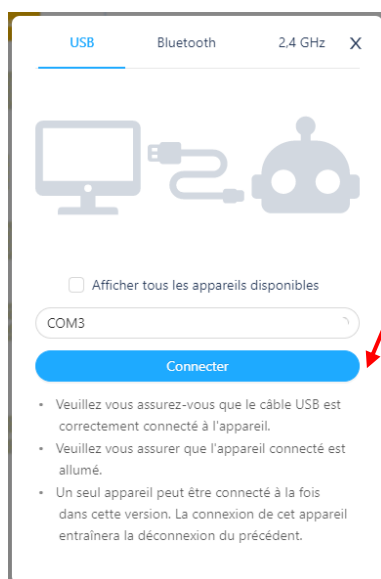 USB Bluetooth 2,4 GHz X
Afficher tous les appareils disponibles
COM3
Connecter
• Veuillez vous assurez-vous que le câble USB est
correctement connecté à l'appareil.
• Veuillez vous assurer que l'appareil connecté est
allumé.
• Un seul appareil peut être connecté à la fois
dans cette version. La connexion de cet appareil
entraînera la déconnexion du précédent.